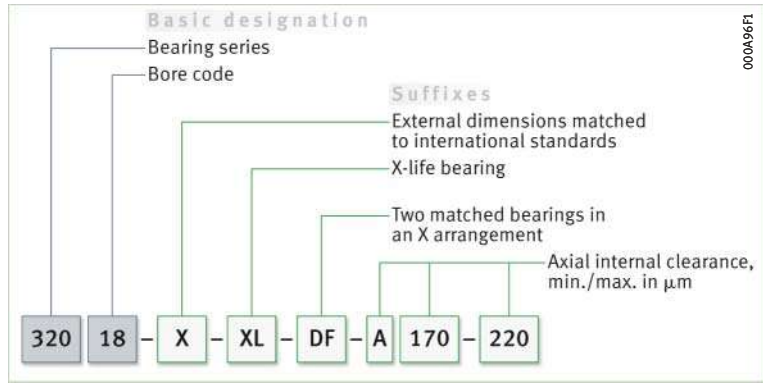 Basic designation
Bearing series
Bore code
Suffixes
External dimensions matched
to international standards
X-life bearing
Two matched bearings in
an X arrangement
Axial internal clearance,
min./max. in μm
320 18 – X – XL – DF – A 170 – 220
000A96F1